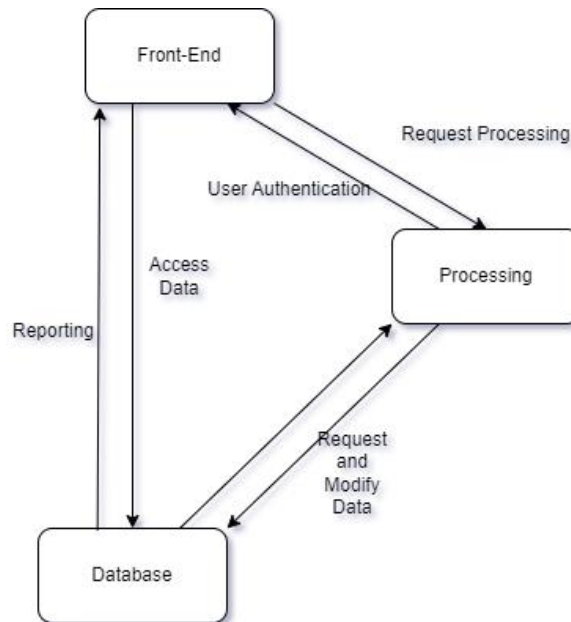 Front-End
Request Processing
User Authentication
Access
Data
Processing
Reporting
Request
and
Modify
Data
Database